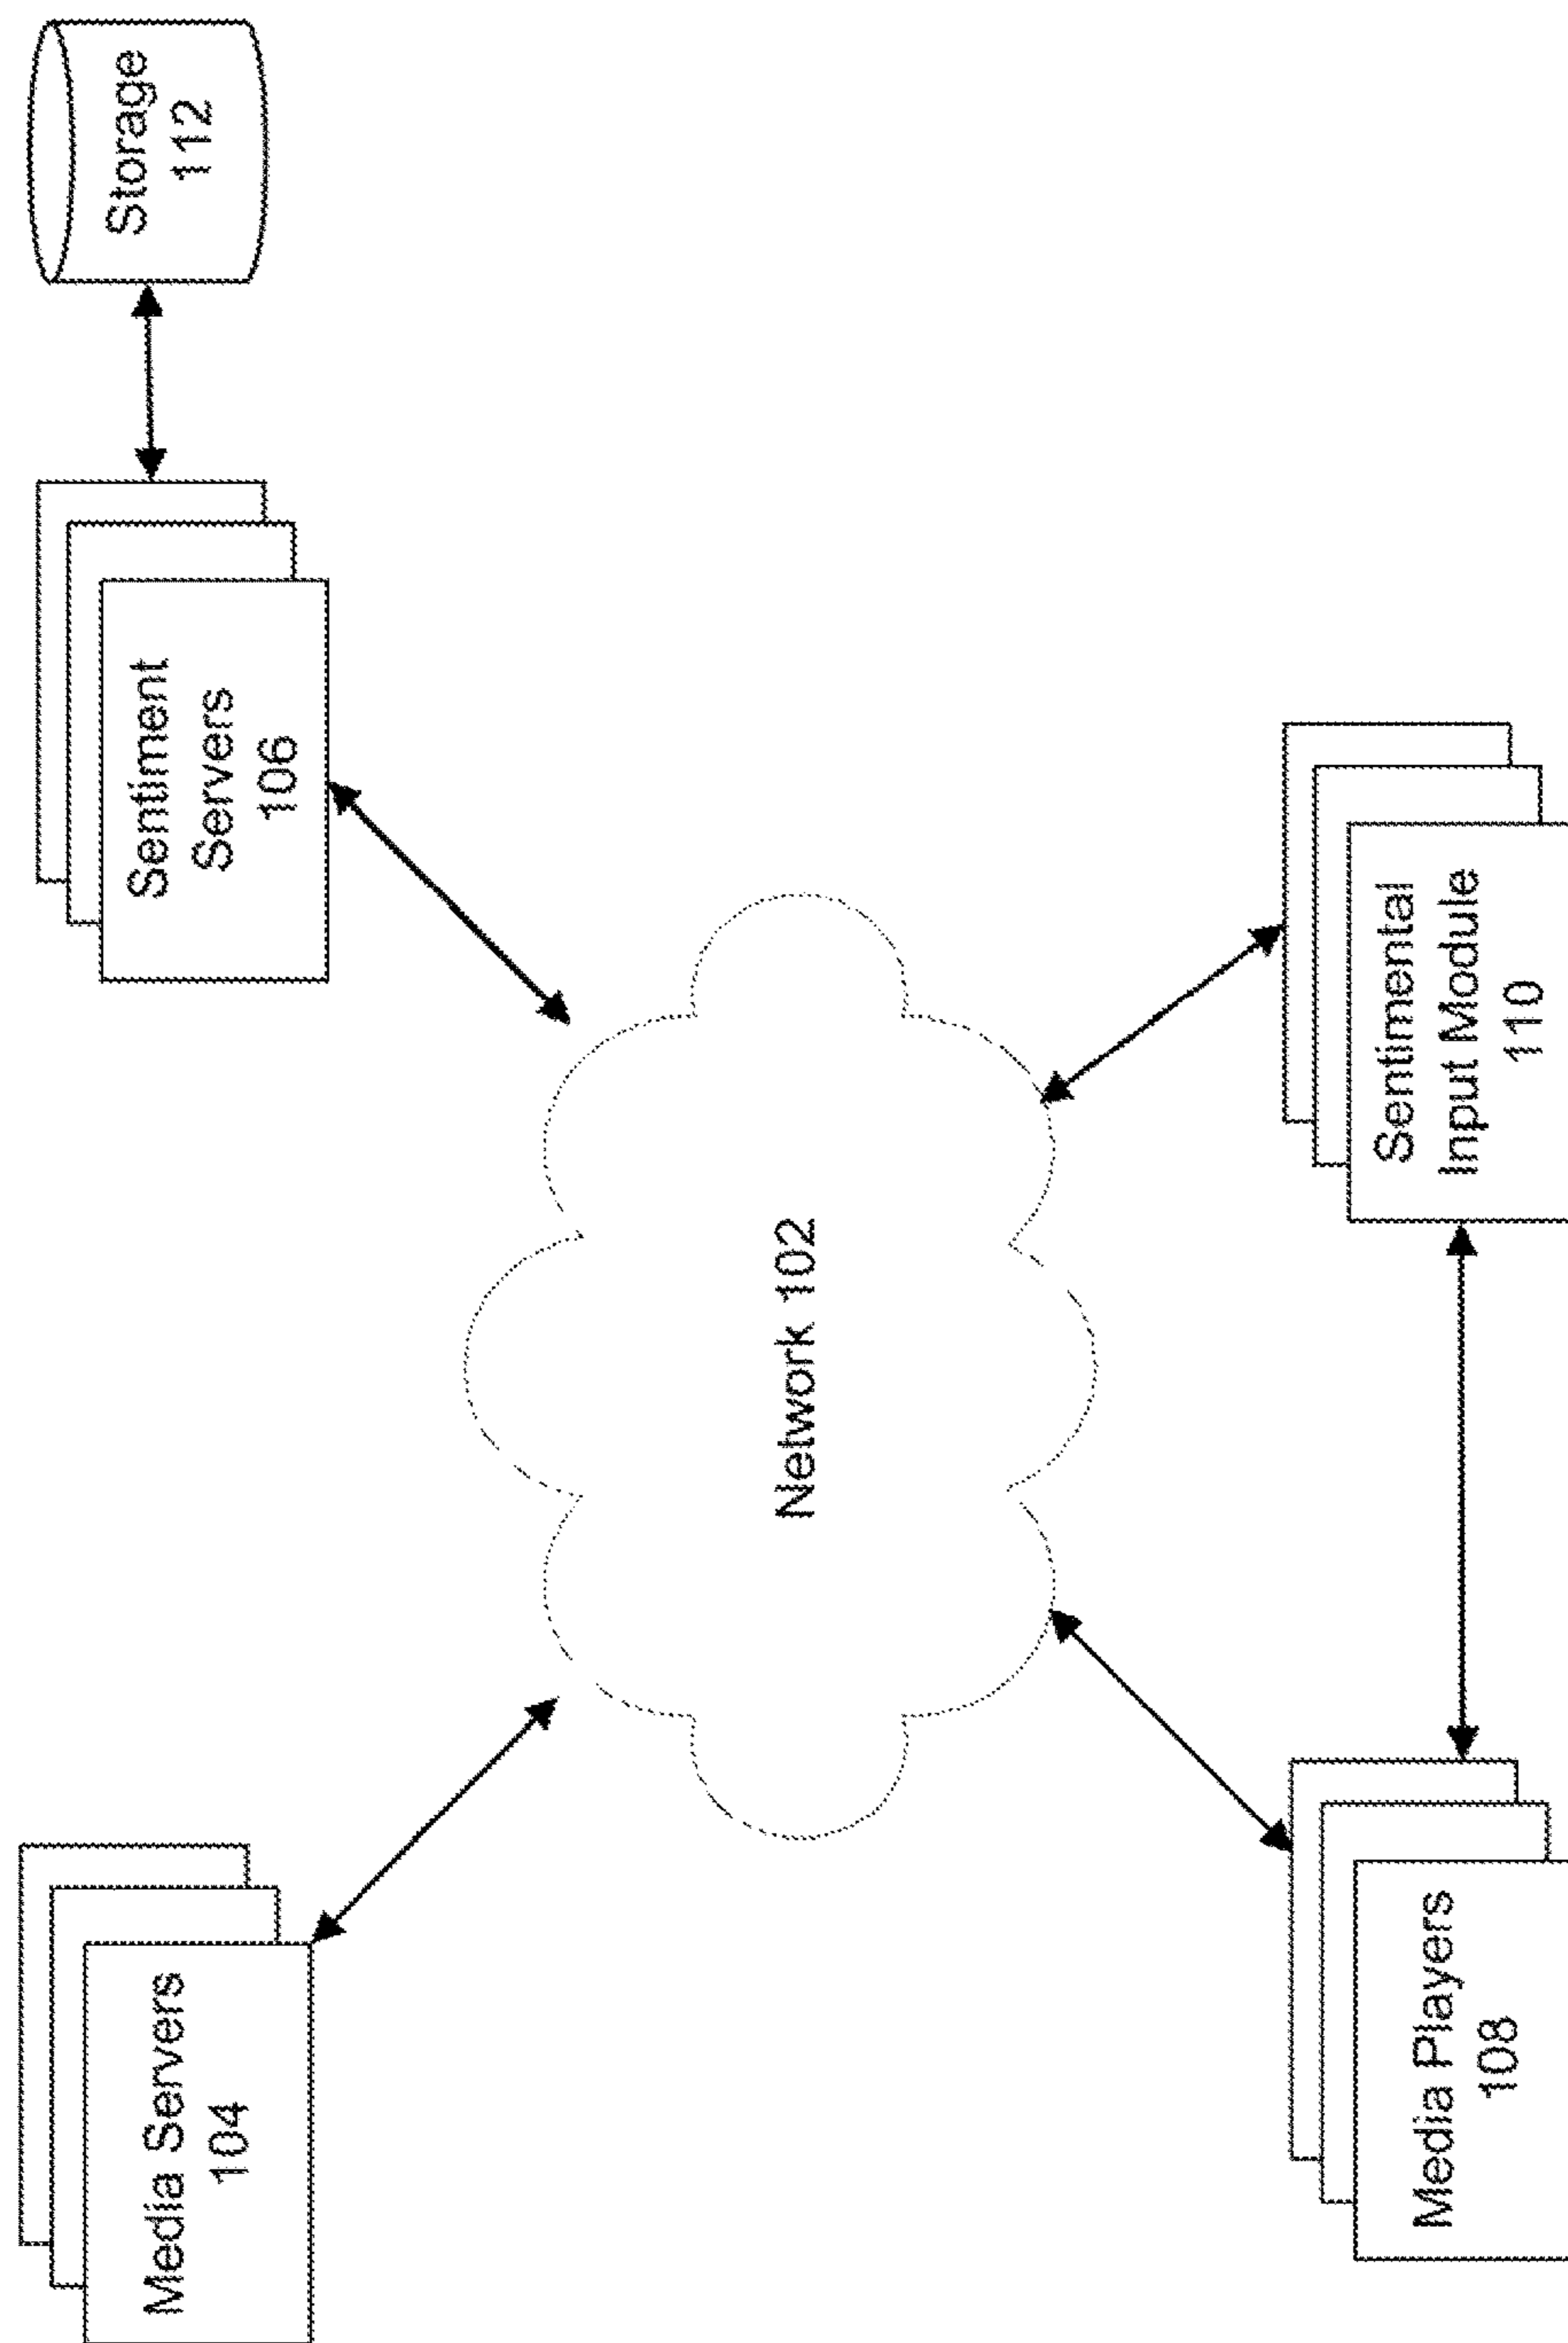 Media Servers
104
Sentiment
Servers
106
Storage
112
Network 102
Media Players
108
Sentimental
Input Module
110